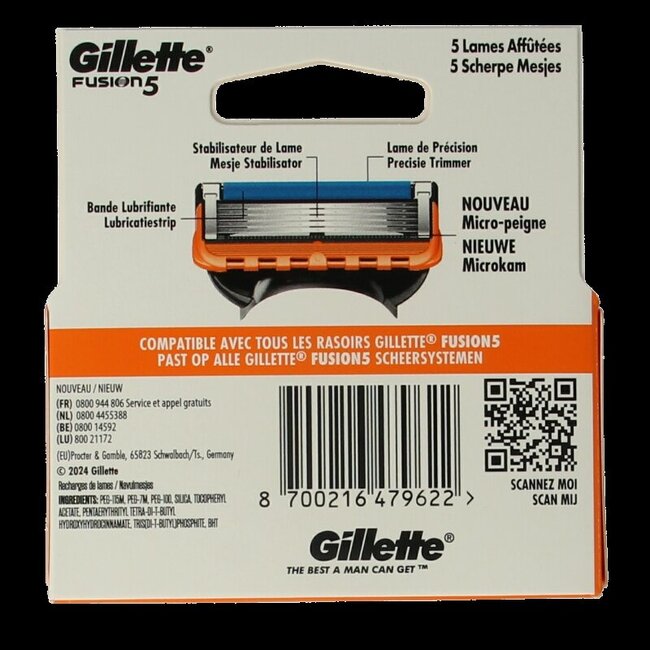 Gillette®
FUSION5
5 Lames Affûtées
5 Scherpe Mesjes
Stabilisateur de Lame
Mesje Stabilisator
Lame de Précision
Precisie Trimmer
Bande Lubrifiante
Lubricatiestrip
NOUVEAU
Micro-peigne
NIEUWE
Microkam
COMPATIBLE AVEC TOUS LES RASOIRS GILLETTE® FUSION5
PAST OP ALLE GILLETTE® FUSION5 SCHEERSYSTEMEN
NOUVEAU / NIEUW
(FR) 0800 944 806 Service et appel gratuits
(NL) 0800 4455388
(BE) 0800 14592
(LU) 800 21172
(EU)Procter & Gamble, 65823 Schwalbach/Ts., Germany
© 2024 Gillette
Recharges de lames / Navulmesjes
INGREDIENTS: PEG-115M, PEG-7M, PEG-100, SILICA, TOCOPHERYL
ACETATE, PENTAERYTHRITYL TETRA-DI-T-BUTYL
HYDROXYHYDROCINNAMATE, TRIS(DI-T-BUTYL)PHOSPHITE, BHT
8 700216 479622 >
SCANNEZ MOI
SCAN MIJ
Gillette®
THE BEST A MAN CAN GET™